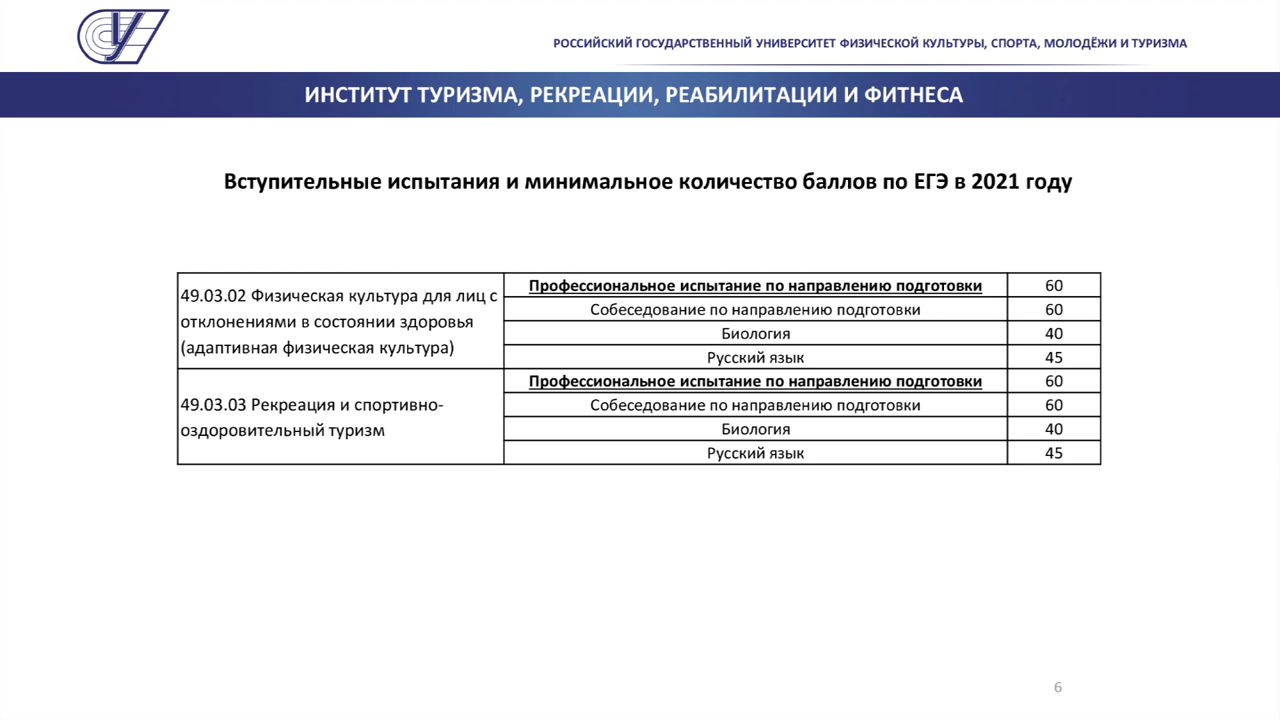 РОССИЙСКИЙ ГОСУДАРСТВЕННЫЙ УНИВЕРСИТЕТ ФИЗИЧЕСКОЙ КУЛЬТУРЫ, СПОРТА, МОЛОДЁЖИ И ТУРИЗМА
ИНСТИТУТ ТУРИЗМА, РЕКРЕАЦИИ, РЕАБИЛИТАЦИИ И ФИТНЕСА
Вступительные испытания и минимальное количество баллов по ЕГЭ в 2021 году
49.03.02 Физическая культура для лиц с
отклонениями в состоянии здоровья
(адаптивная физическая культура)
Профессиональное испытание по направлению подготовки 60
Собеседование по направлению подготовки 60
Биология 40
Русский язык 45
49.03.03 Рекреация и спортивно-
оздоровительный туризм
Профессиональное испытание по направлению подготовки 60
Собеседование по направлению подготовки 60
Биология 40
Русский язык 45
6